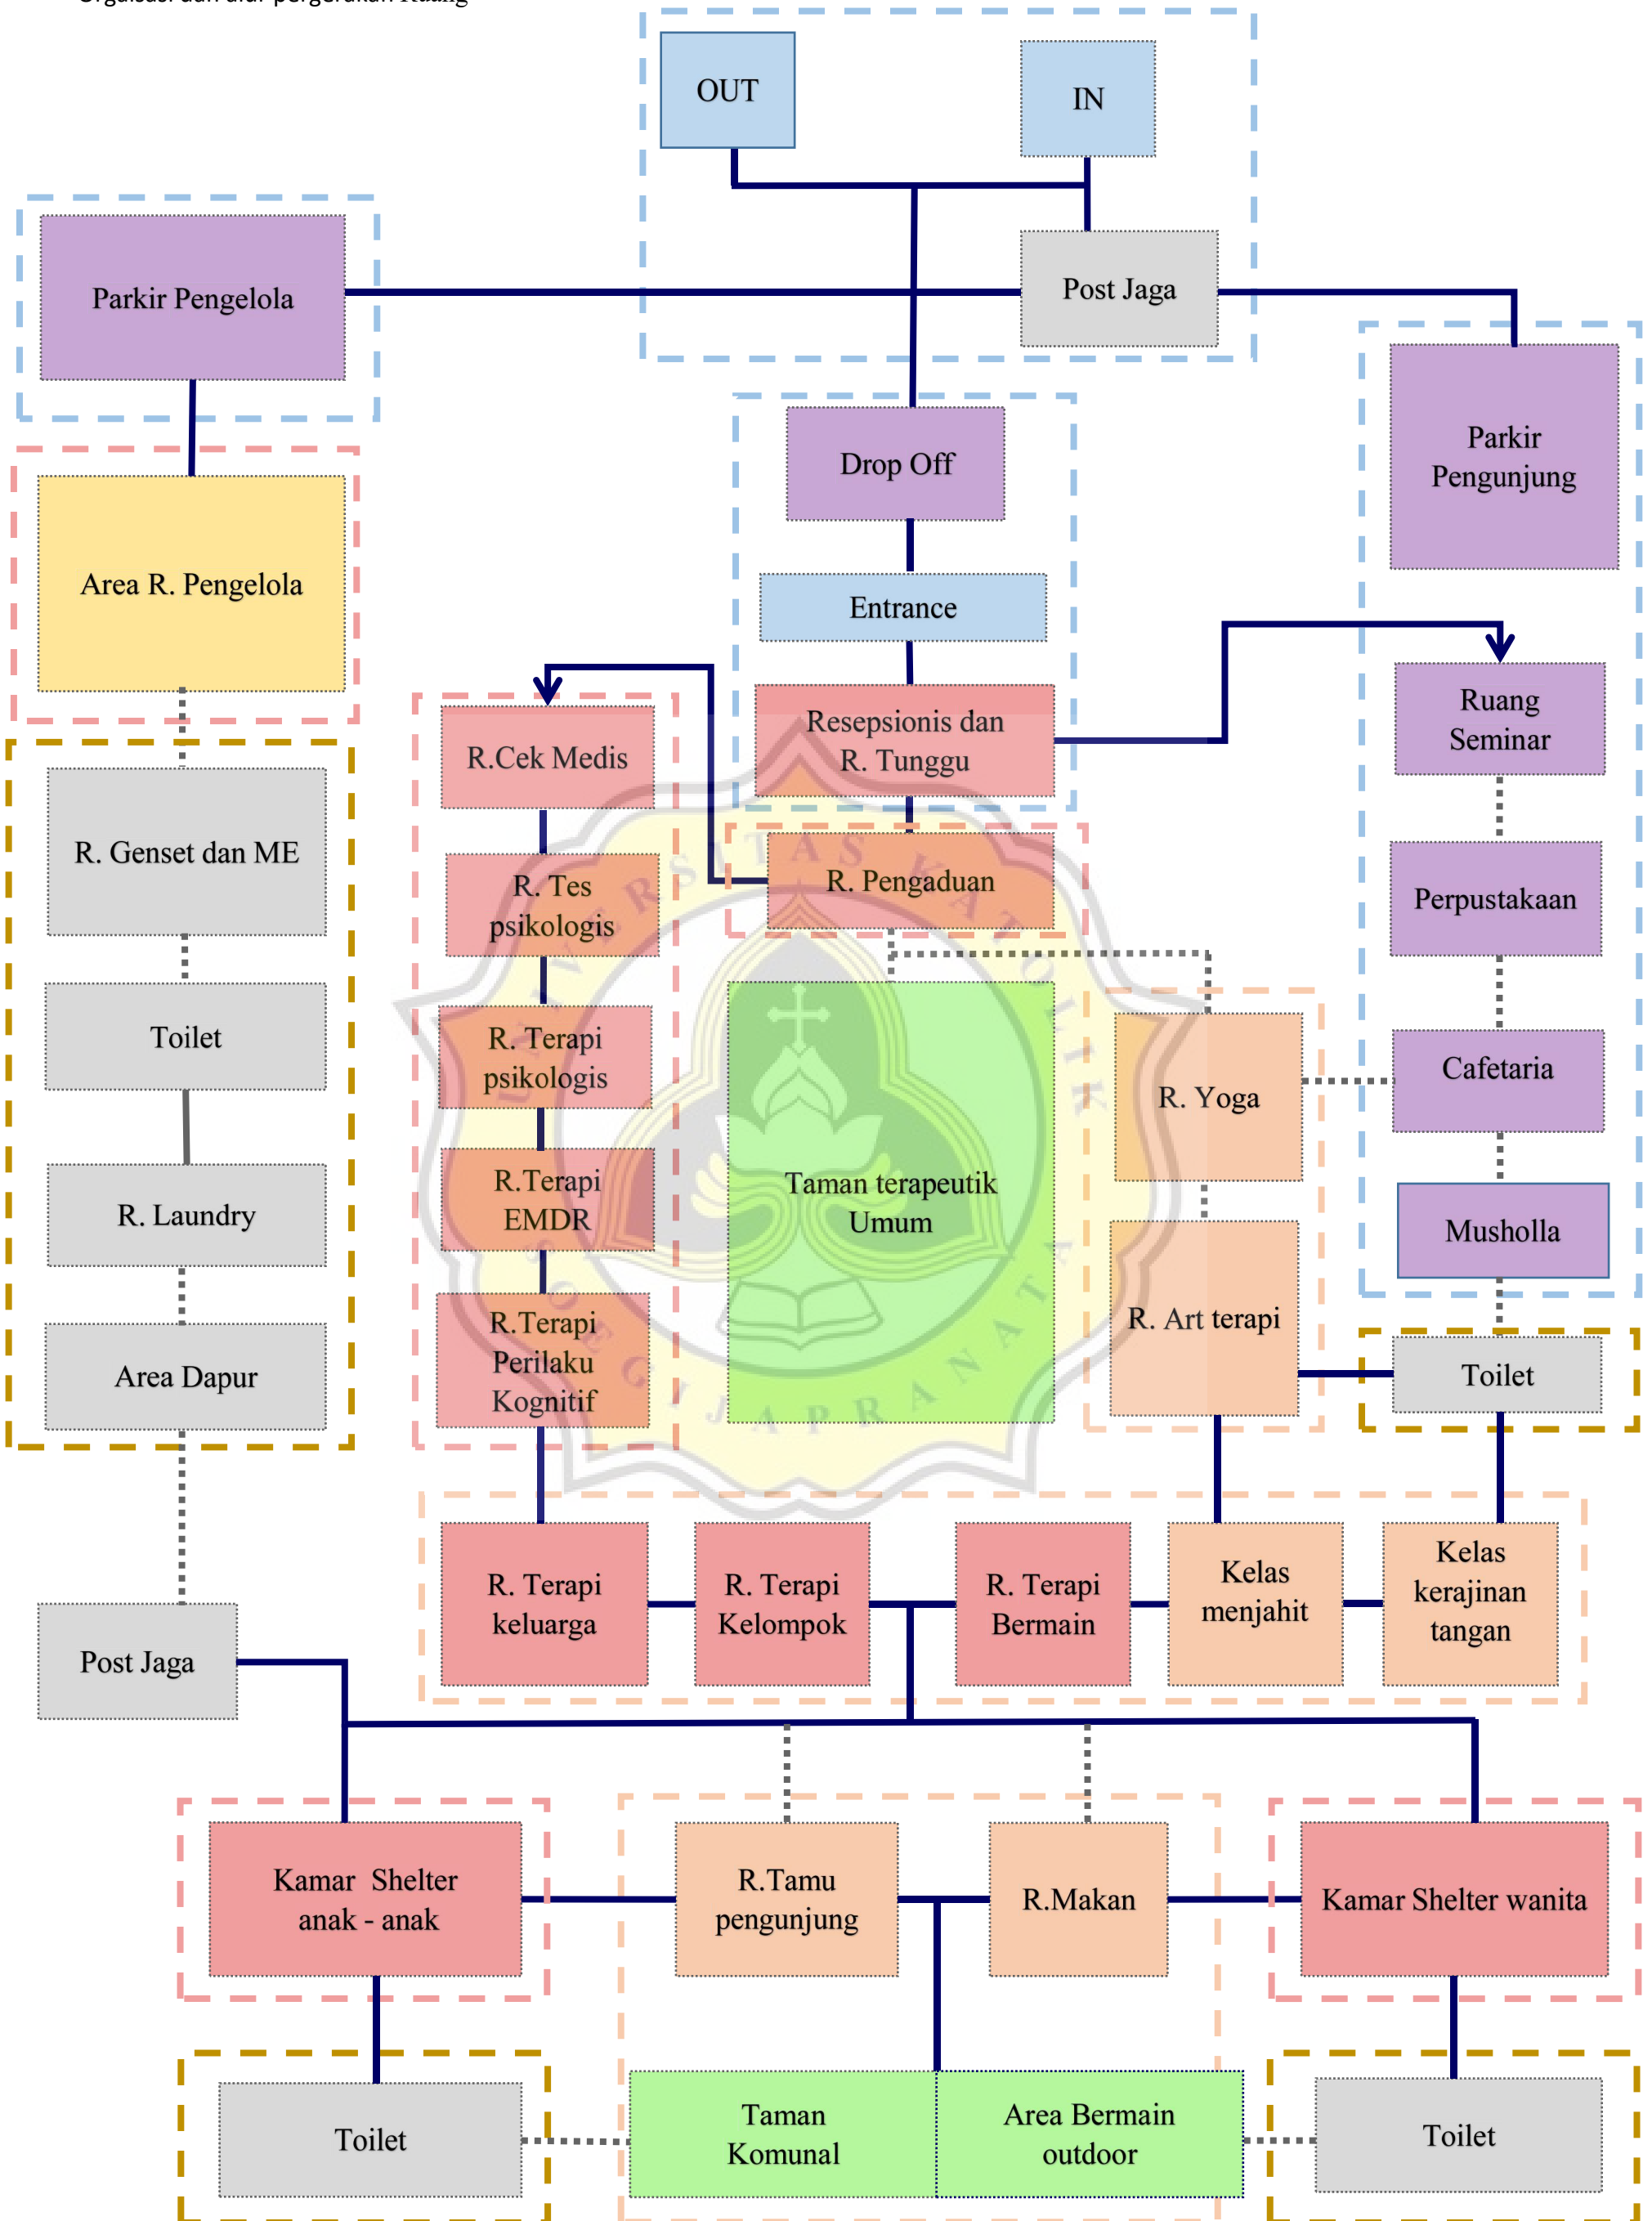 OUT
IN
Parkir Pengelola
Post Jaga
Drop Off
Parkir
Pengunjung
Area R. Pengelola
Entrance
Resepsionis dan
R. Tunggu
Ruang
Seminar
R.Cek Medis
R. Genset dan ME
R. Tes
psikologis
R. Pengaduan
Perpustakaan
Toilet
R. Terapi
psikologis
R. Yoga
Cafetaria
Taman terapeutik
Umum
R.Terapi
EMDR
R. Laundry
Musholla
R.Terapi
Perilaku
Kognitif
R. Art terapi
Area Dapur
Toilet
R. Terapi
keluarga
R. Terapi
Kelompok
R. Terapi
Bermain
Kelas
menjahit
Kelas
kerajinan
tangan
Post Jaga
Kamar Shelter
anak - anak
R.Tamu
pengunjung
R.Makan
Kamar Shelter wanita
Toilet
Taman
Komunal
Area Bermain
outdoor
Toilet
UNIVERSITAS KATOLIK
SOEGIJAPRANATA